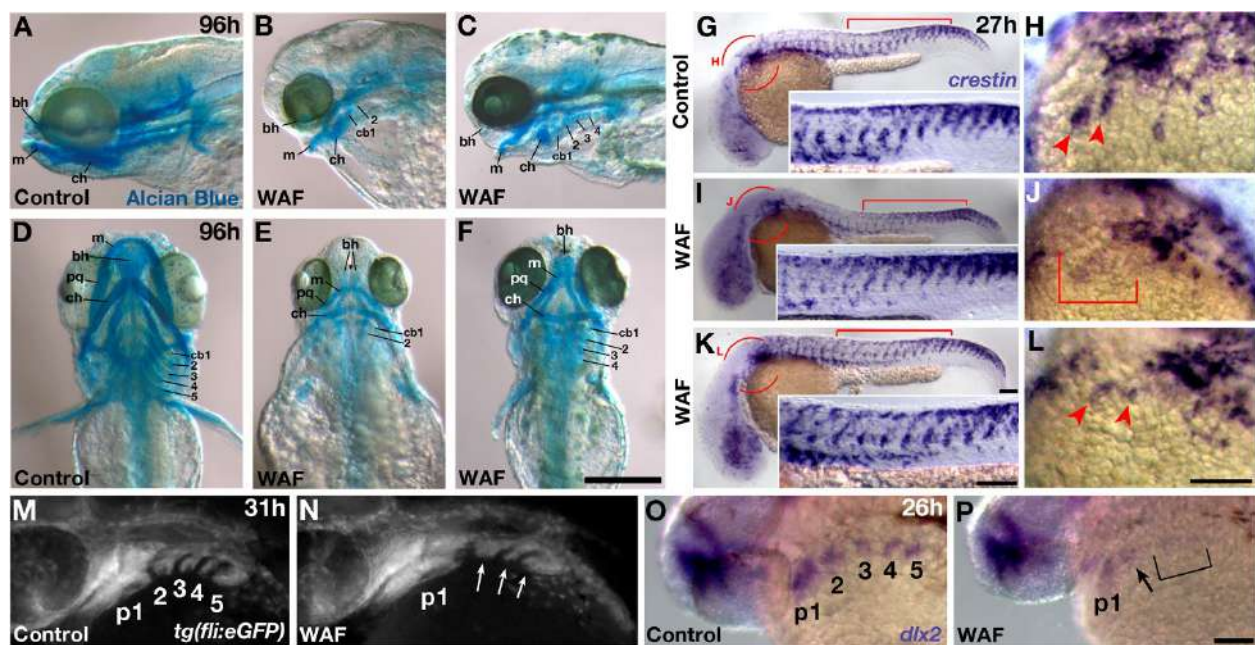 A 96h
bh
m
ch
Control Alcian Blue
B
2
cb1
bh
m
ch
WAF
C
bh
4
3
2
cb1
m
ch
WAF
D 96h
m
bh
pq
ch
cb1
2
3
4
5
Control
E
bh
m
pq
ch
cb1
2
WAF
F
bh
m
pq
ch
cb1
2
3
4
WAF
Control
G 27h
H
crestin
H
WAF
I
J
J
WAF
K
L
L
M 31h
p1 2 3 4 5
Control tg(fli:eGFP)
N
p1
WAF
O 26h
p1 2 3 4 5
Control dlx2
P
p1
WAF